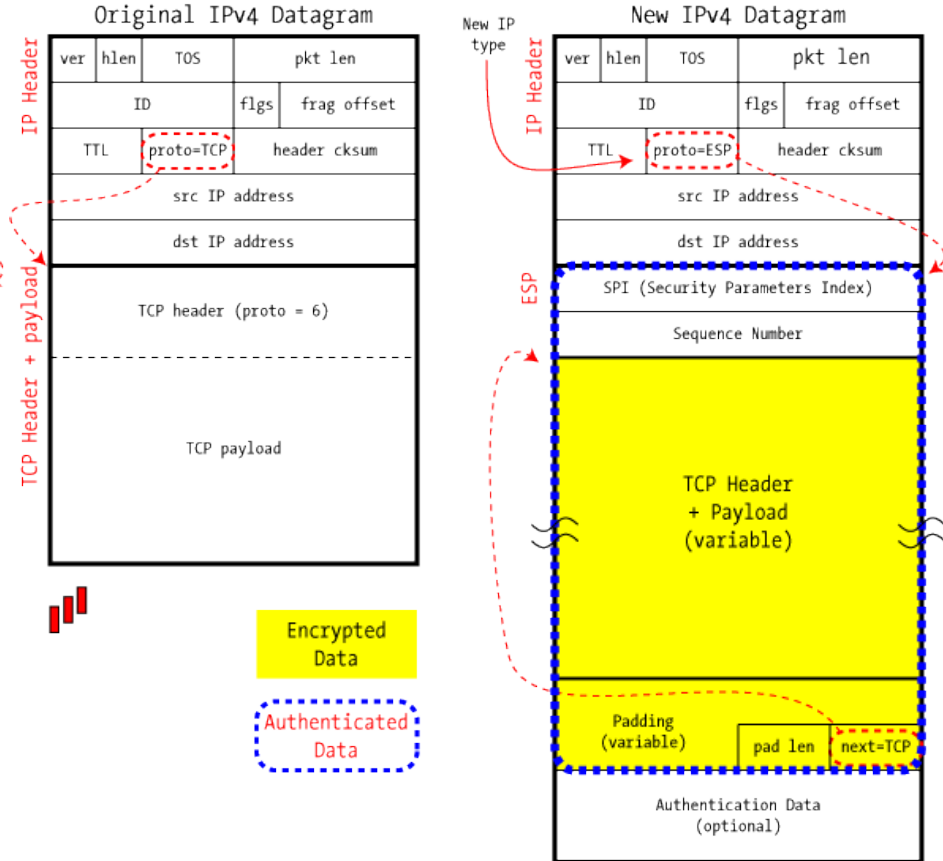 Original IPv4 Datagram
IP Header
ver hlen TOS pkt len
ID flgs frag offset
TTL proto=TCP header cksum
src IP address
dst IP address
TCP Header + payload
TCP header (proto = 6)
TCP payload
Encrypted
Data
Authenticated
Data
New IPv4 Datagram
New IP
type
IP Header
ver hlen TOS pkt len
ID flgs frag offset
TTL proto=ESP header cksum
src IP address
dst IP address
ESP
SPI (Security Parameters Index)
Sequence Number
TCP Header
+ Payload
(variable)
Padding
(variable)
pad len next=TCP
Authentication Data
(optional)